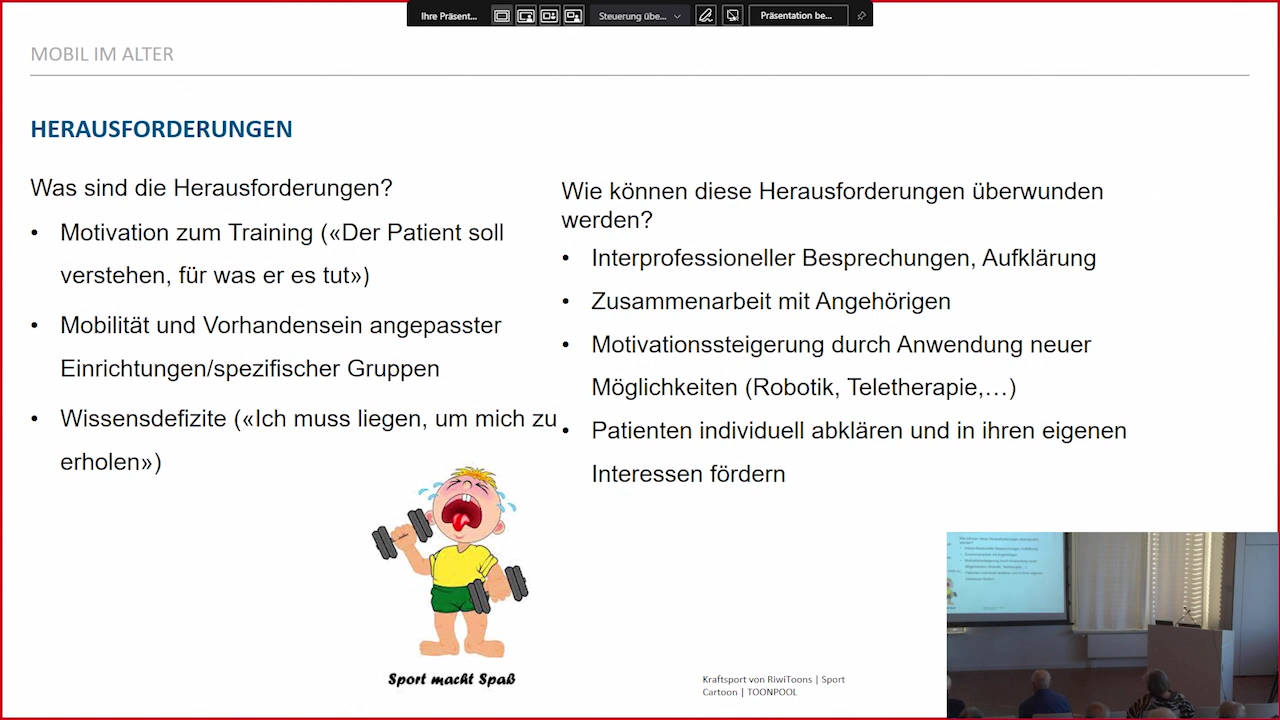 Ihre Präsent...
Steuerung übe...
Präsentation be...
MOBIL IM ALTER
HERAUSFORDERUNGEN
Was sind die Herausforderungen?
• Motivation zum Training («Der Patient soll
verstehen, für was er es tut»)
• Mobilität und Vorhandensein angepasster
Einrichtungen/spezifischer Gruppen
• Wissensdefizite («Ich muss liegen, um mich zu
erholen»)
Wie können diese Herausforderungen überwunden
werden?
• Interprofessioneller Besprechungen, Aufklärung
• Zusammenarbeit mit Angehörigen
• Motivationssteigerung durch Anwendung neuer
Möglichkeiten (Robotik, Teletherapie,…)
• Patienten individuell abklären und in ihren eigenen
Interessen fördern
Sport macht Spaß
Kraftsport von RiwiToons | Sport
Cartoon | TOONPOOL